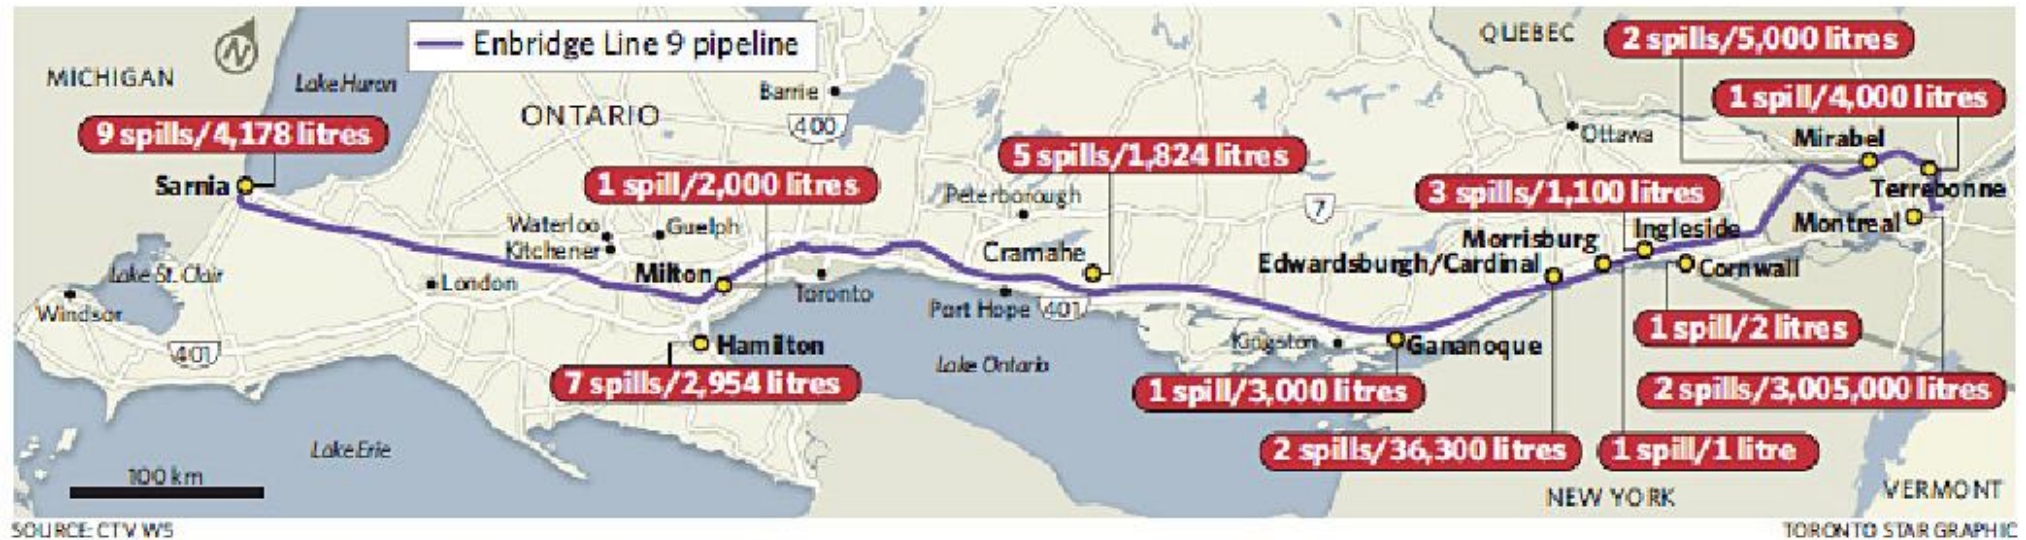 Enbridge Line 9 pipeline
QUEBEC
2 spills/5,000 litres
MICHIGAN
N
Lake Huron
Barrie
1 spill/4,000 litres
ONTARIO
400
9 spills/4,178 litres
Ottawa
Mirabel
5 spills/1,824 litres
Sarnia
1 spill/2,000 litres
Peterborough
3 spills/1,100 litres
Terrebonne
7
Waterloo
Guelph
Kitchener
Montreal
Ingleside
Morrisburg
Cramahe
Edwardsburgh/Cardinal
Cornwall
Lake St. Clair
London
Milton
Toronto
Windsor
Port Hope
401
1 spill/2 litres
401
Hamilton
Kingston
Gananoque
Lake Ontario
7 spills/2,954 litres
1 spill/3,000 litres
2 spills/3,005,000 litres
Lake Erie
2 spills/36,300 litres
1 spill/1 litre
100 km
NEW YORK
VERMONT
SOURCE: CTV W5
TORONTO STAR GRAPHIC